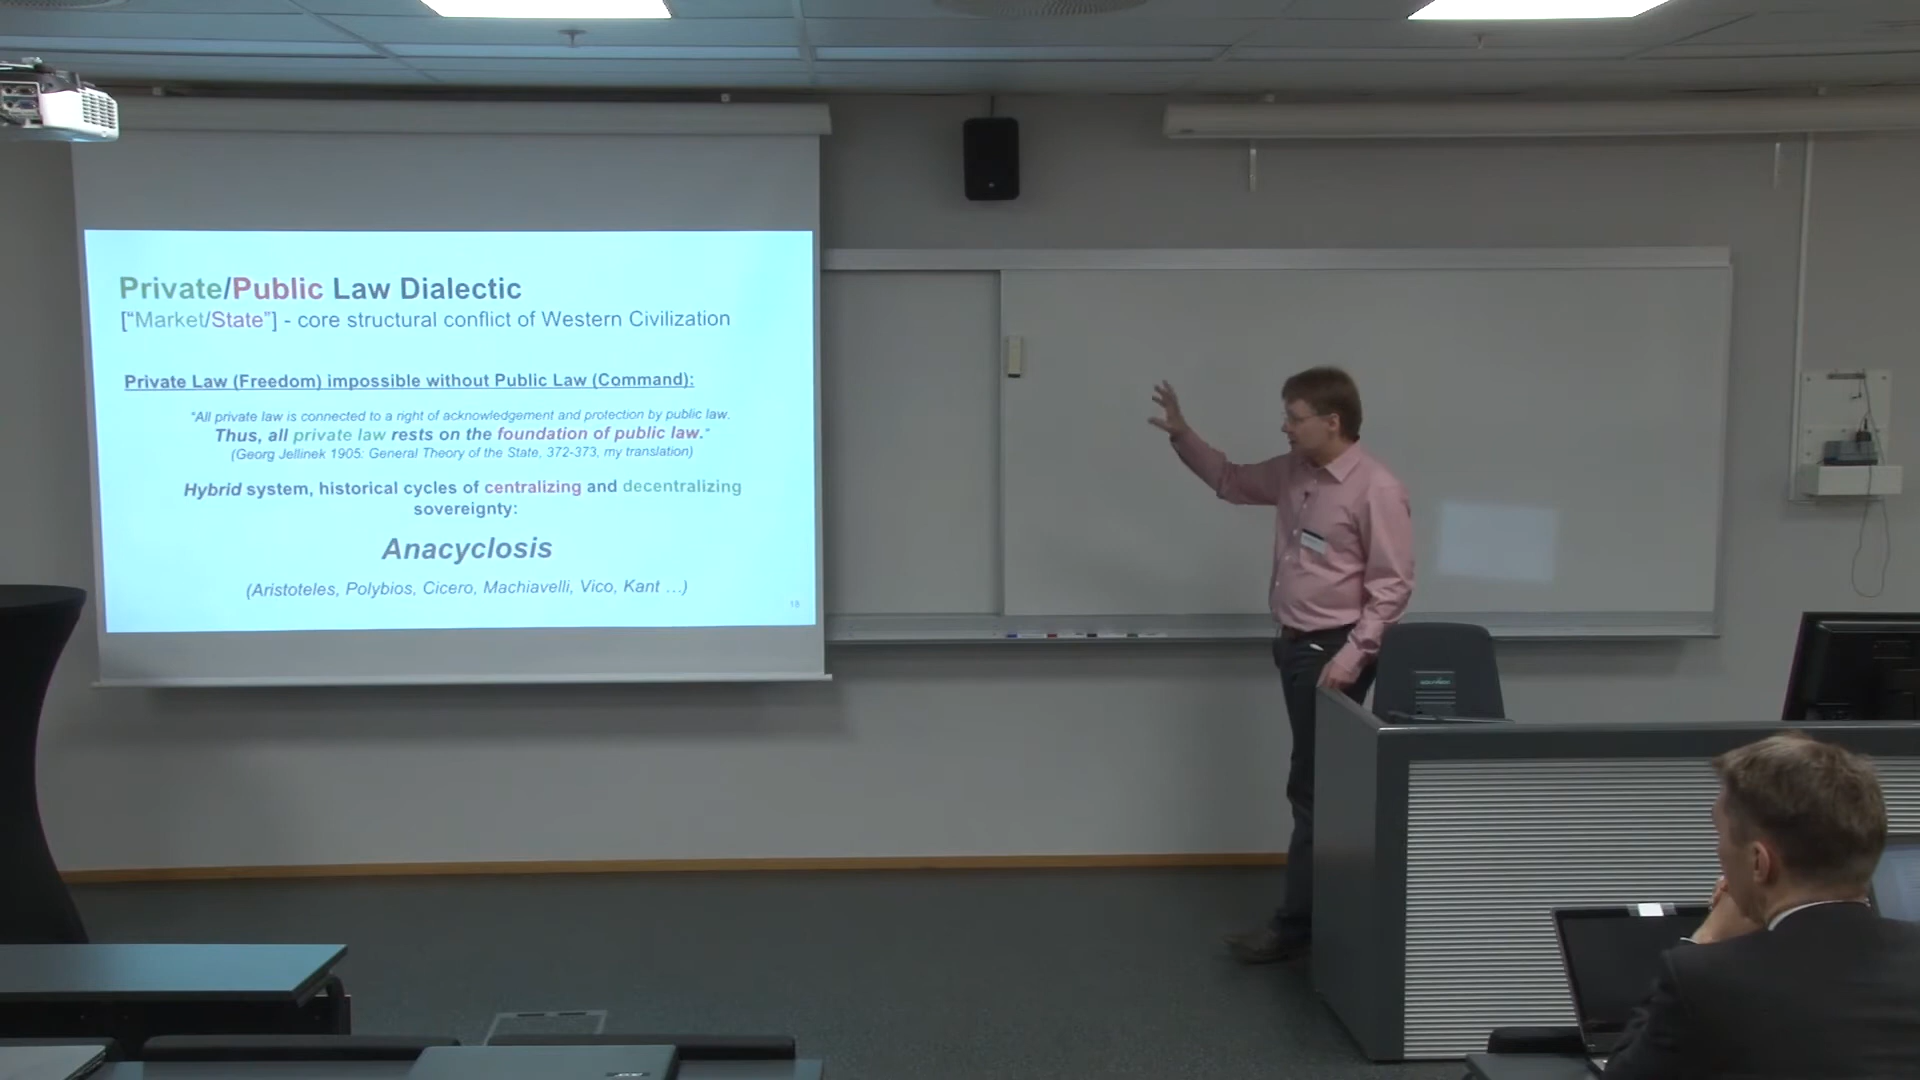 Private/Public Law Dialectic
["Market/State"] - core structural conflict of Western Civilization
Private Law (Freedom) impossible without Public Law (Command):
"All private law is connected to a right of acknowledgement and protection by public law.
Thus, all private law rests on the foundation of public law."
(Georg Jellinek 1905: General Theory of the State, 372-373, my translation)
Hybrid system, historical cycles of centralizing and decentralizing
sovereignty:
Anacyclosis
(Aristoteles, Polybios, Cicero, Machiavelli, Vico, Kant ...)